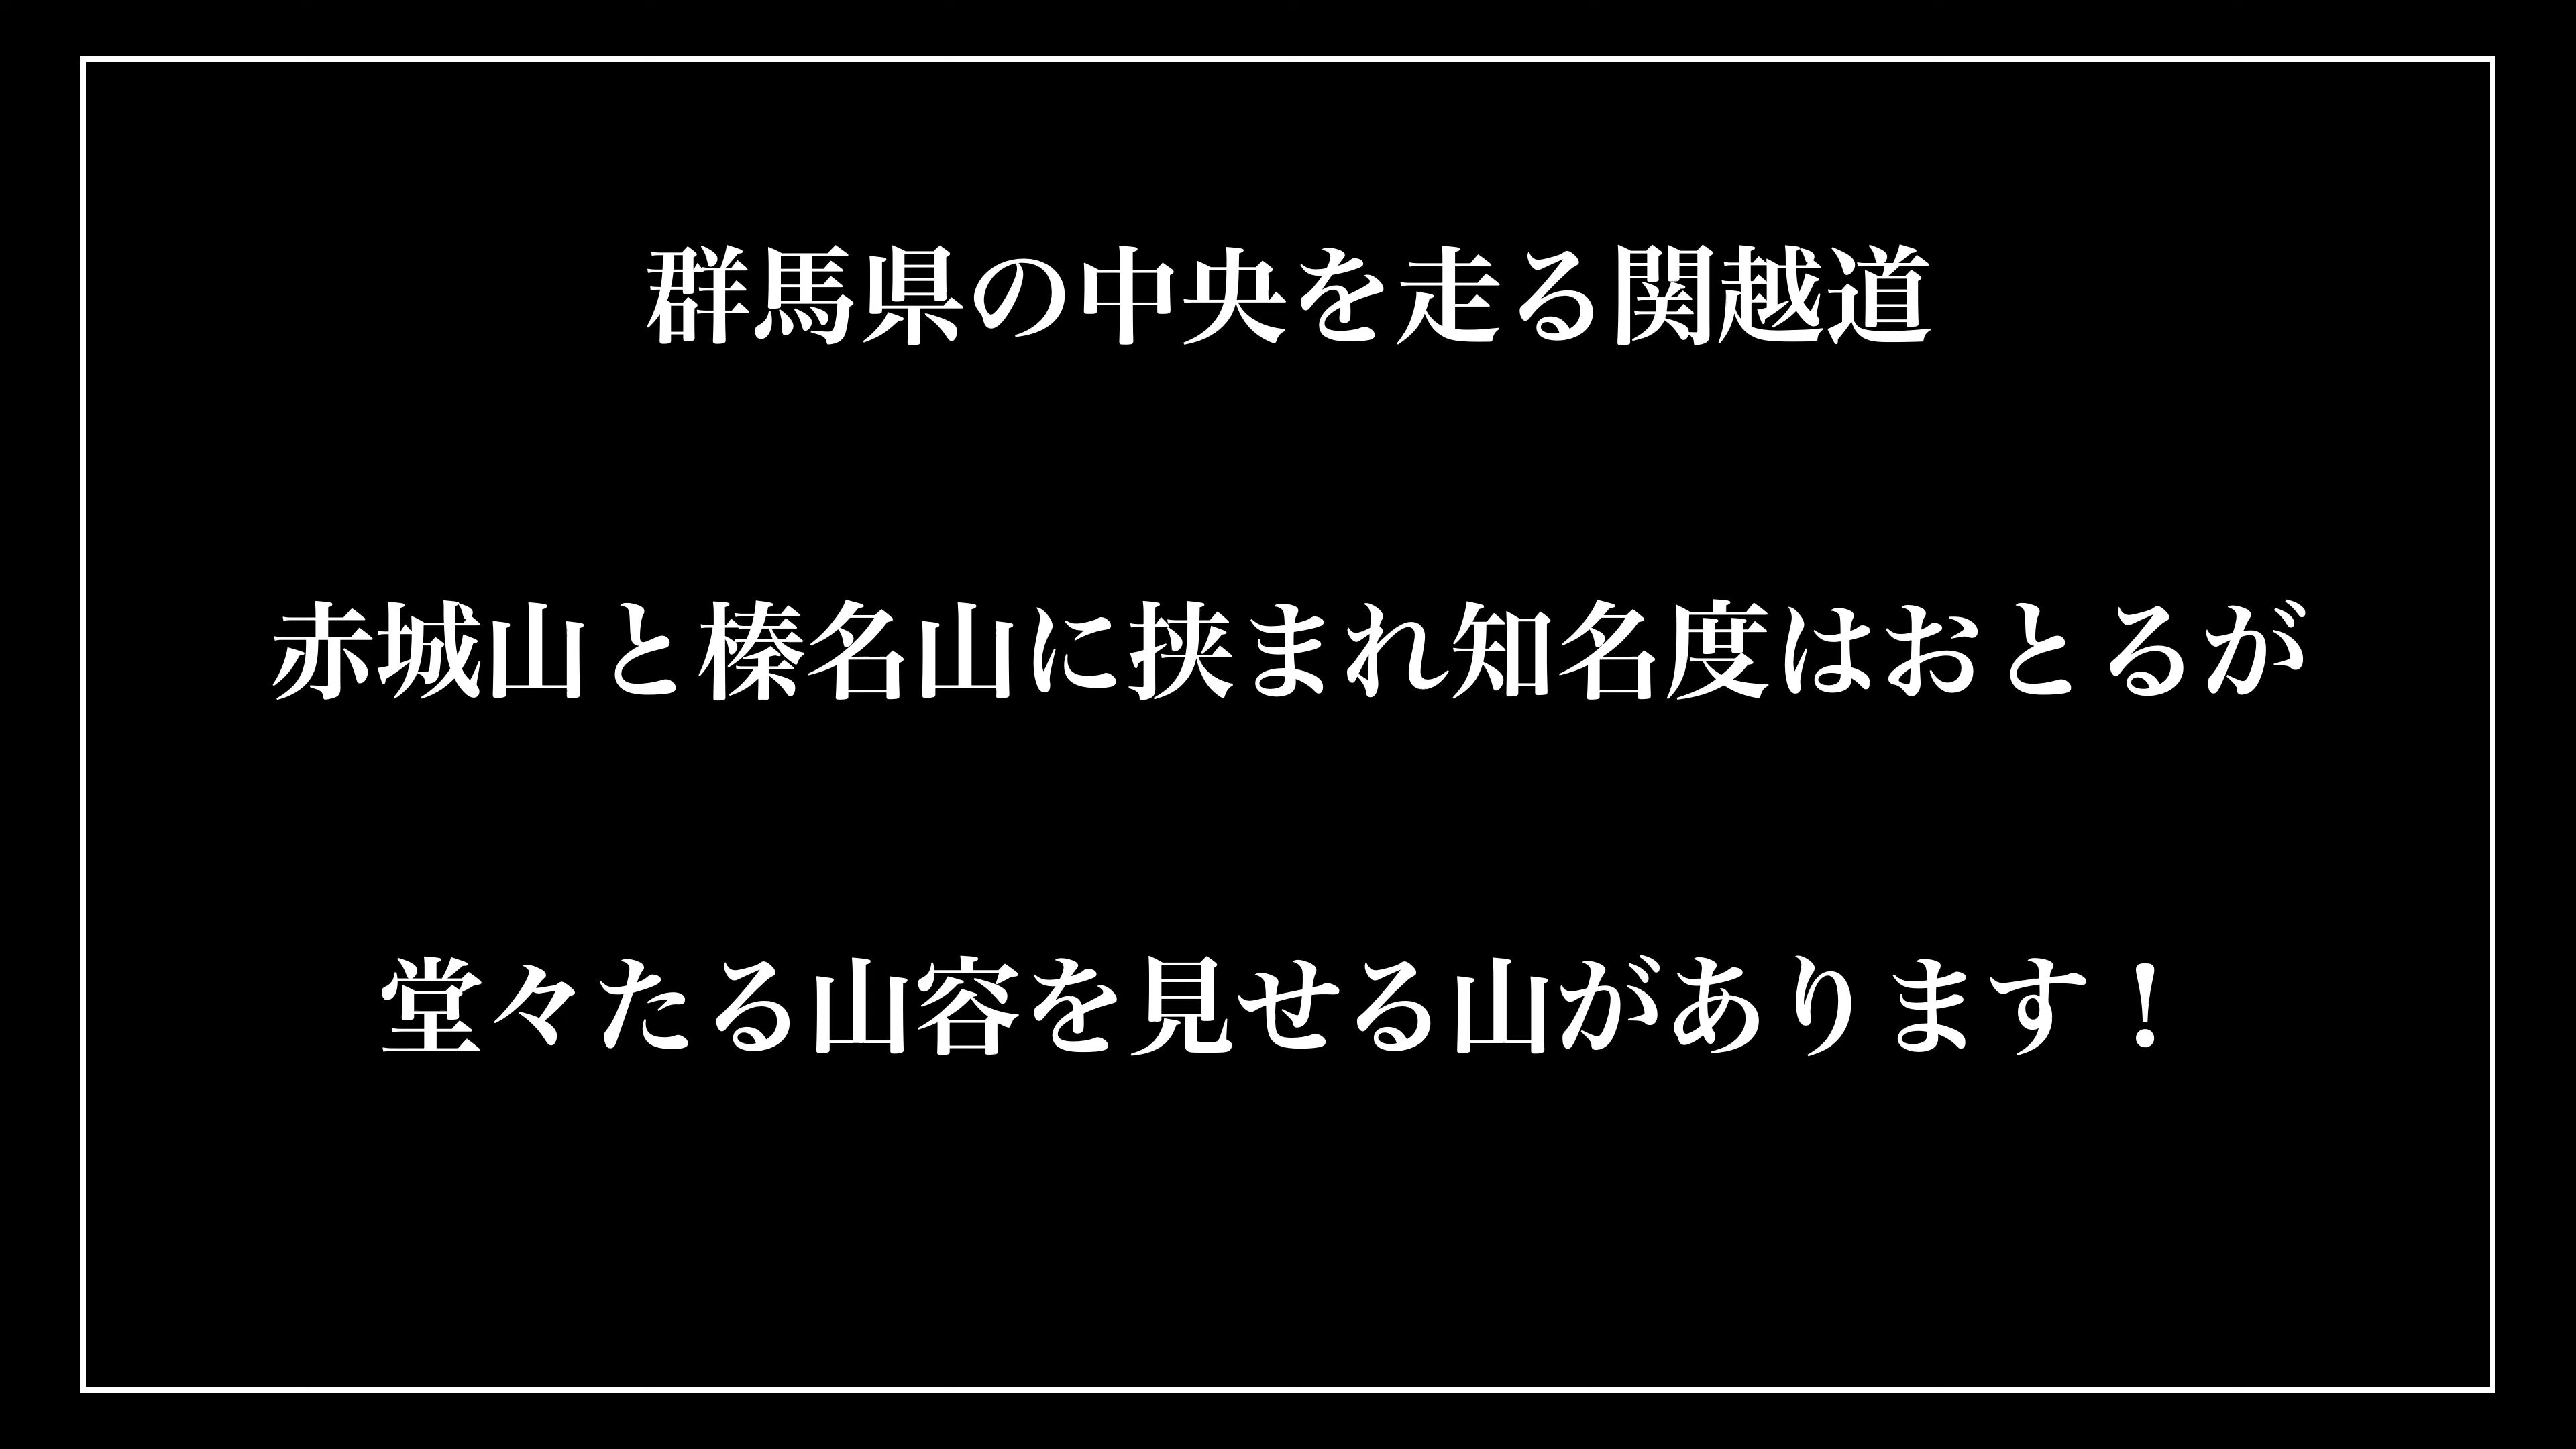 群馬県の中央を走る関越道
赤城山と榛名山に挟まれ知名度はおとるが
堂々たる山容を見せる山があります！